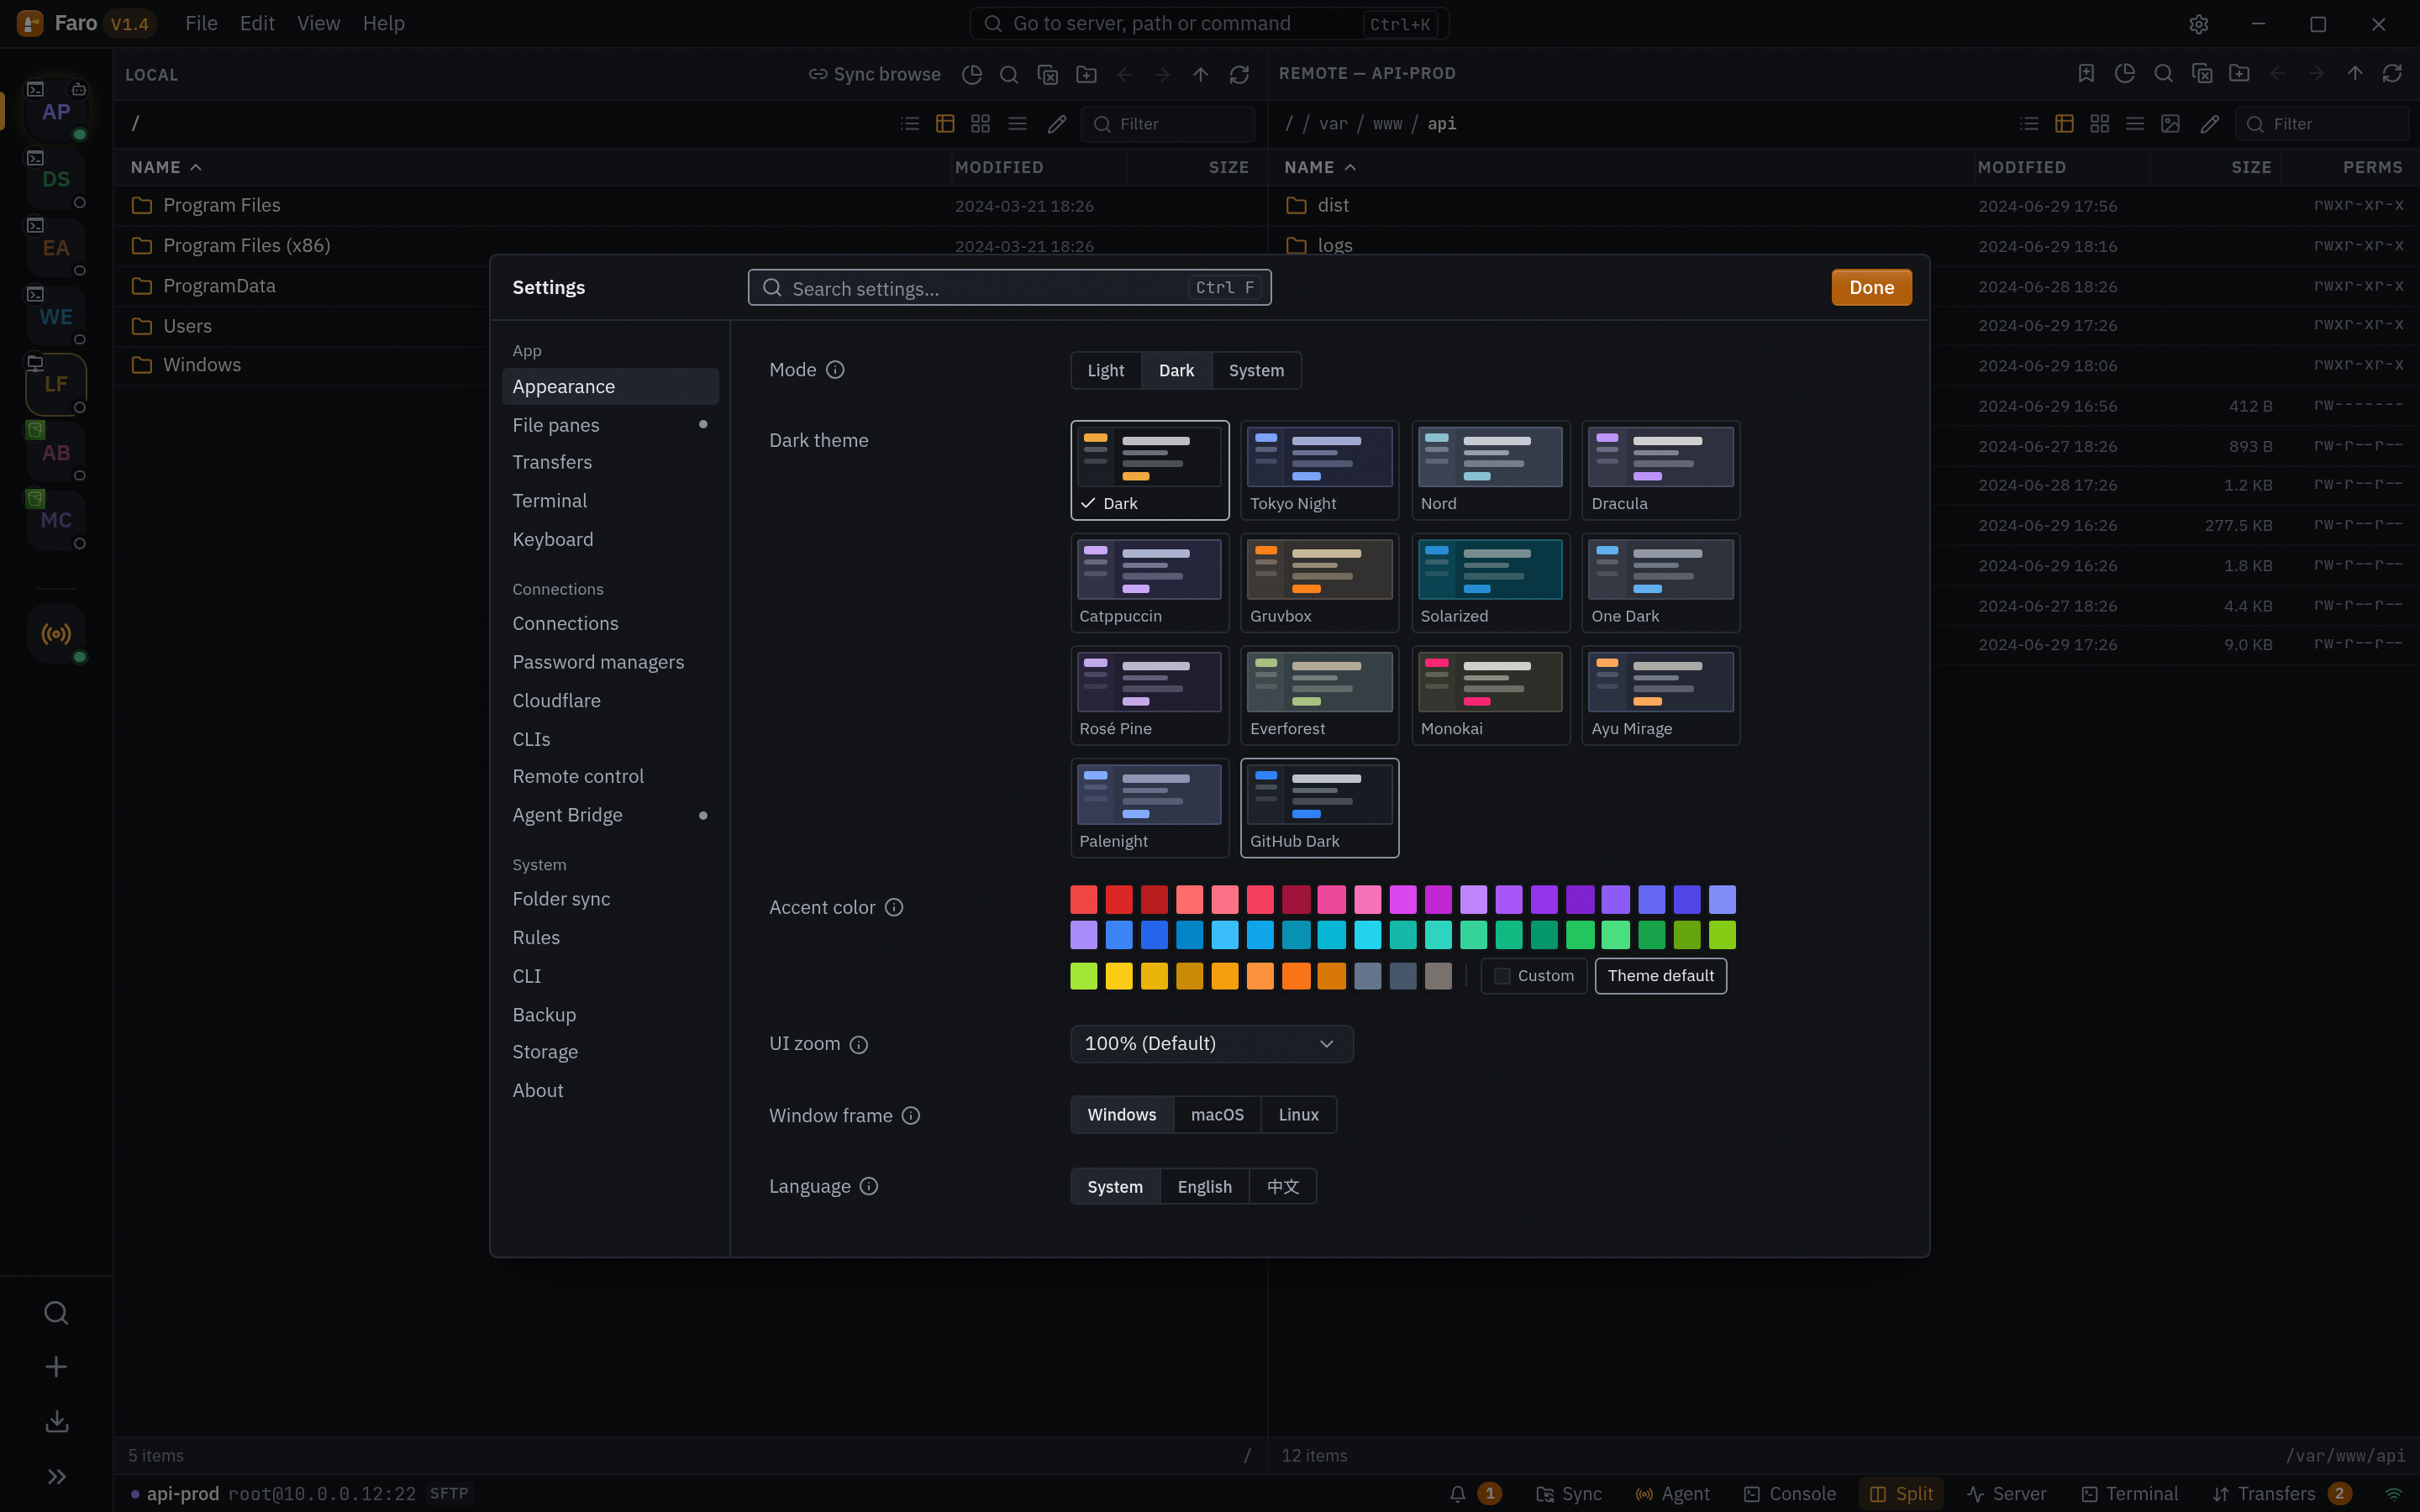 Faro V1.4 File Edit View Help Go to server, path or command Ctrl+K
LOCAL Sync browse
REMOTE — API-PROD
/ Filter
/ / var / www / api Filter
NAME MODIFIED SIZE
NAME MODIFIED SIZE PERMS
AP
DS
EA
WE
LF
AB
MC
Program Files 2024-03-21 18:26
Program Files (x86) 2024-03-21 18:26
ProgramData
Users
Windows
dist 2024-06-29 17:56 rwxr-xr-x
logs 2024-06-29 18:16 rwxr-xr-x
2024-06-28 18:26 rwxr-xr-x
2024-06-29 17:26 rwxr-xr-x
2024-06-29 18:06 rwxr-xr-x
2024-06-29 16:56 412 B rw-------
2024-06-27 18:26 893 B rw-r--r--
2024-06-28 17:26 1.2 KB rw-r--r--
2024-06-29 16:26 277.5 KB rw-r--r--
2024-06-29 16:26 1.8 KB rw-r--r--
2024-06-27 18:26 4.4 KB rw-r--r--
2024-06-29 17:26 9.0 KB rw-r--r--
Settings Search settings... Ctrl F Done
App
Appearance
File panes
Transfers
Terminal
Keyboard
Connections
Connections
Password managers
Cloudflare
CLIs
Remote control
Agent Bridge
System
Folder sync
Rules
CLI
Backup
Storage
About
Mode Light Dark System
Dark theme
Dark Tokyo Night Nord Dracula
Catppuccin Gruvbox Solarized One Dark
Rosé Pine Everforest Monokai Ayu Mirage
Palenight GitHub Dark
Accent color
Custom Theme default
UI zoom 100% (Default)
Window frame Windows macOS Linux
Language System English 中文
5 items /
12 items /var/www/api
api-prod root@10.0.0.12:22 SFTP 1 Sync Agent Console Split Server Terminal Transfers 2